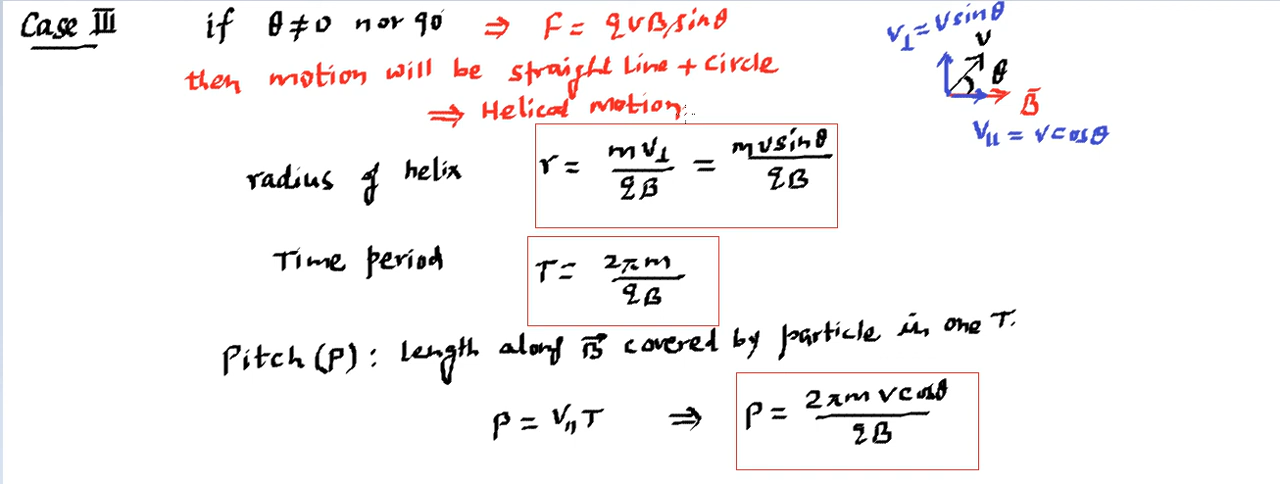 Case III if θ ≠ 0 nor 90 ⇒ F = qvB sinθ
then motion will be straight line + circle
⇒ Helical motion
V⊥ = V sinθ
V
θ
B⃗
V∥ = V cosθ
radius of helix r = mV⊥/qB = mv sinθ/qB
Time period T = 2πm/qB
Pitch (P) : length along B⃗ covered by particle in one T.
P = V∥T ⇒ P = 2πm v cosθ/qB